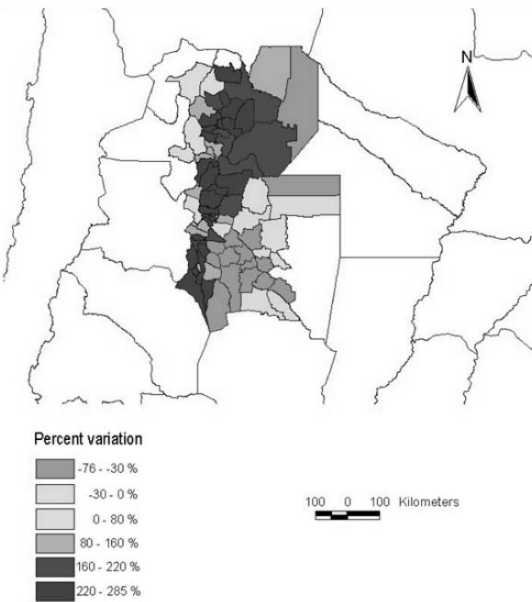 N
Percent variation
-76 - -30 %
-30 - 0 %
0 - 80 %
80 - 160 %
160 - 220 %
220 - 285 %
100 0 100 Kilometers